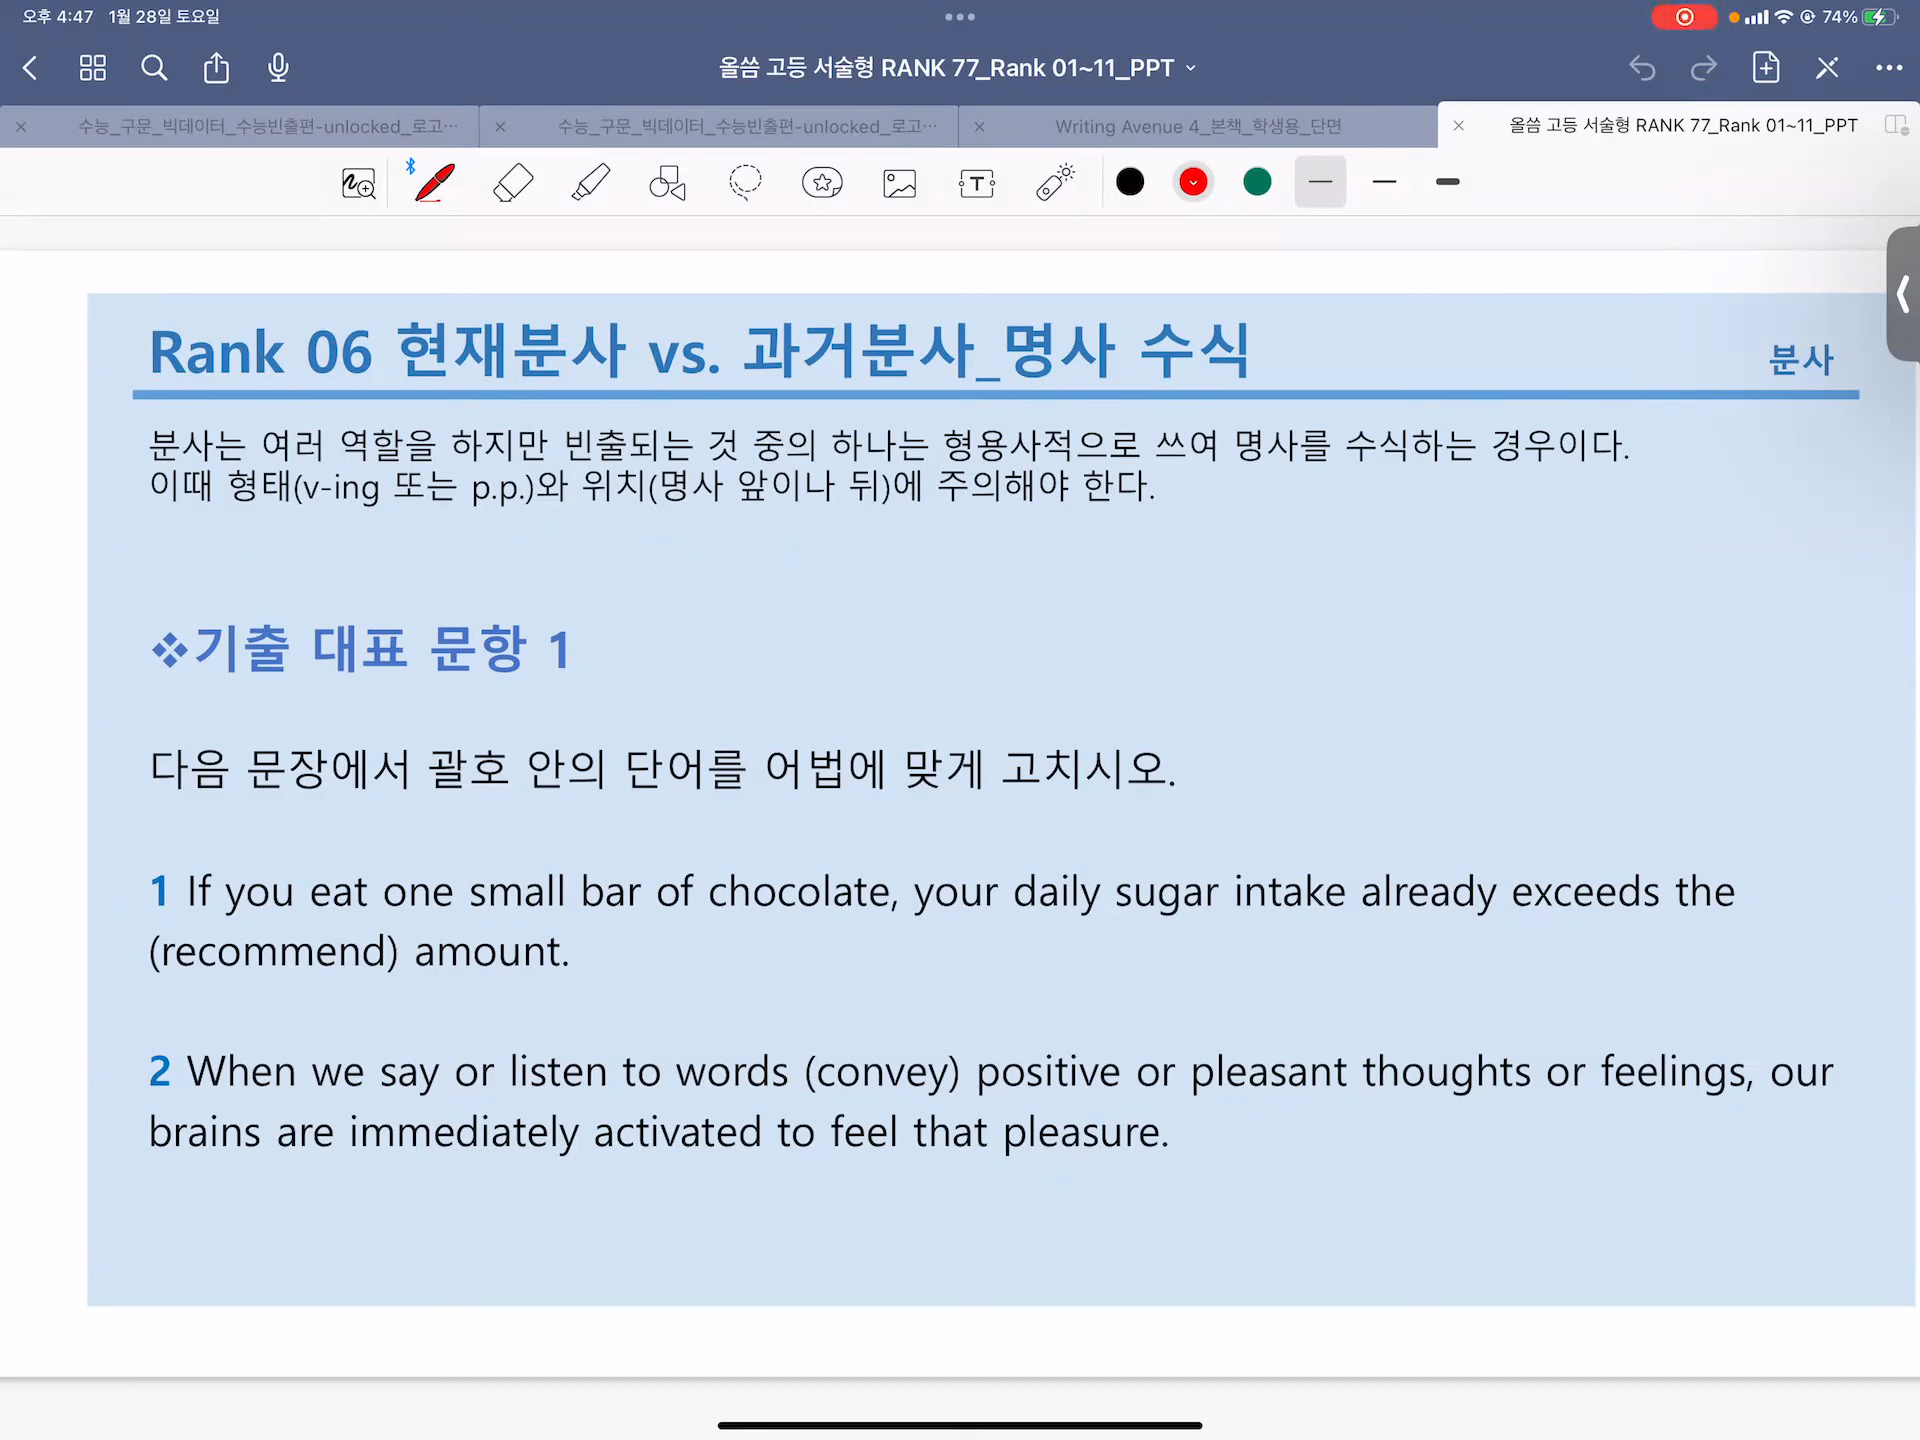 오후 4:47 1월 28일 토요일
74%
올씀 고등 서술형 RANK 77_Rank 01~11_PPT
수능_구문_빅데이터_수능빈출편-unlocked_로고…
수능_구문_빅데이터_수능빈출편-unlocked_로고…
Writing Avenue 4_본책_학생용_단면
올씀 고등 서술형 RANK 77_Rank 01~11_PPT
Rank 06 현재분사 vs. 과거분사_명사 수식
분사
분사는 여러 역할을 하지만 빈출되는 것 중의 하나는 형용사적으로 쓰여 명사를 수식하는 경우이다.
이때 형태(v-ing 또는 p.p.)와 위치(명사 앞이나 뒤)에 주의해야 한다.
❖기출 대표 문항 1
다음 문장에서 괄호 안의 단어를 어법에 맞게 고치시오.
1 If you eat one small bar of chocolate, your daily sugar intake already exceeds the
(recommend) amount.
2 When we say or listen to words (convey) positive or pleasant thoughts or feelings, our
brains are immediately activated to feel that pleasure.